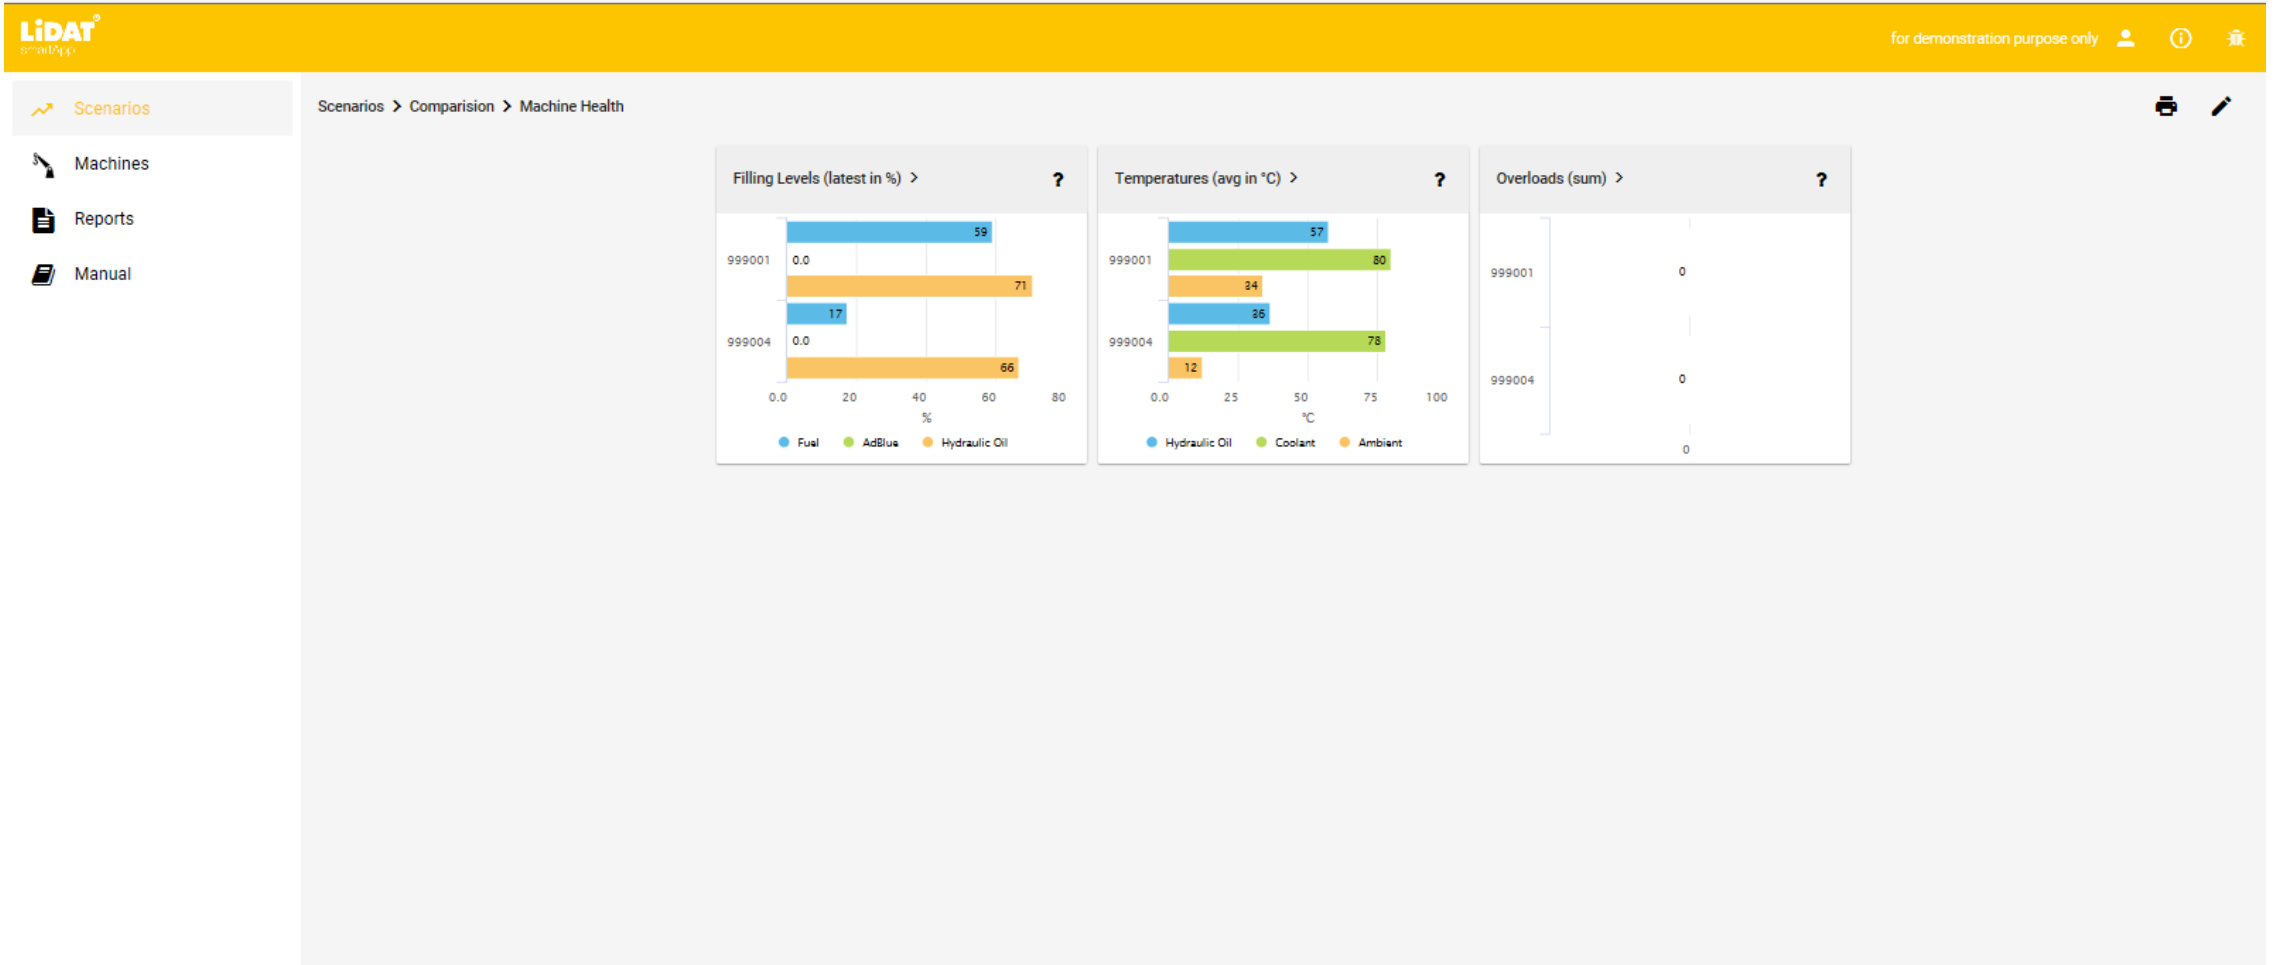 LiDAT®
smartApp
for demonstration purpose only
Scenarios
Machines
Reports
Manual
Scenarios > Comparision > Machine Health
Filling Levels (latest in %) > ?
59
999001 0.0
71
17
999004 0.0
66
0.0 20 40 60 80
%
Fuel AdBlue Hydraulic Oil
Temperatures (avg in °C) > ?
57
999001 80
34
36
999004 78
12
0.0 25 50 75 100
°C
Hydraulic Oil Coolant Ambient
Overloads (sum) > ?
999001 0
999004 0
0